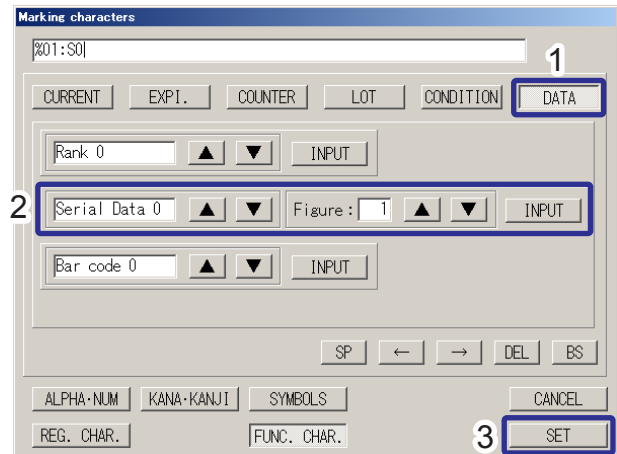 Marking characters
%01:S0
1
CURRENT EXPI. COUNTER LOT CONDITION DATA
Rank 0 ▲ ▼ INPUT
2 Serial Data 0 ▲ ▼ Figure: 1 ▲ ▼ INPUT
Bar code 0 ▲ ▼ INPUT
SP ← → DEL BS
ALPHA·NUM KANA·KANJI SYMBOLS CANCEL
REG. CHAR. FUNC. CHAR. 3 SET